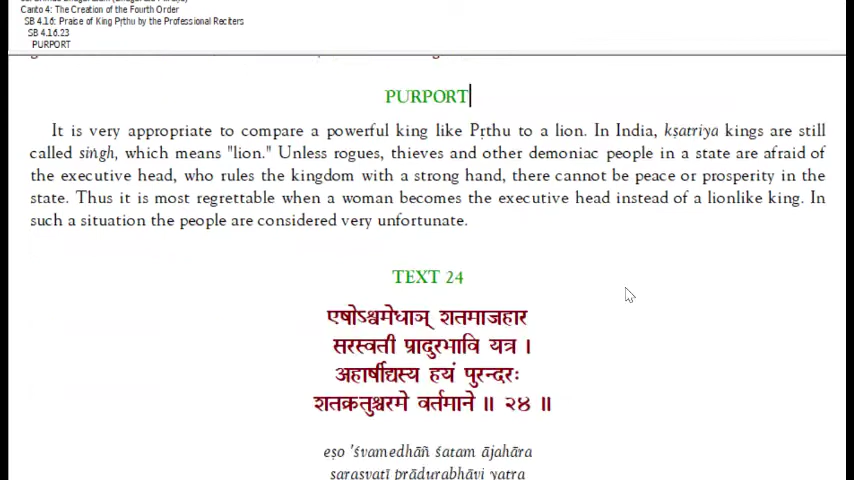 Canto 4: The Creation of the Fourth Order
SB 4.16: Praise of King Pṛthu by the Professional Reciters
SB 4.16.23
PURPORT
PURPORT
It is very appropriate to compare a powerful king like Pṛthu to a lion. In India, kṣatriya kings are still
called siṅgh, which means "lion." Unless rogues, thieves and other demoniac people in a state are afraid of
the executive head, who rules the kingdom with a strong hand, there cannot be peace or prosperity in the
state. Thus it is most regrettable when a woman becomes the executive head instead of a lionlike king. In
such a situation the people are considered very unfortunate.
TEXT 24
एषोऽश्वमेधाञ् शतमाजहार
सरस्वती प्रादुरभावि यत्र ।
अहार्षीद्यस्य हयं पुरन्दरः
शतक्रतुश्चरमे वर्तमाने ॥ २४ ॥
eṣo 'śvamedhāñ śatam ājahāra
sarasvatī prādurabhāvi yatra